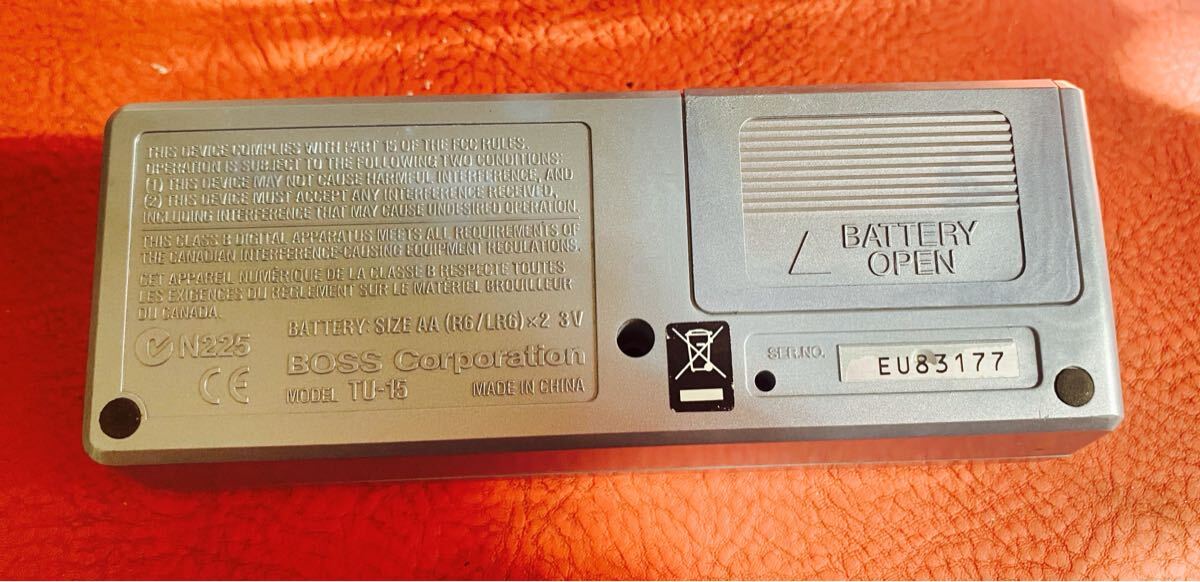 THIS DEVICE COMPLIES WITH PART 15 OF THE FCC RULES.
OPERATION IS SUBJECT TO THE FOLLOWING TWO CONDITIONS:
(1) THIS DEVICE MAY NOT CAUSE HARMFUL INTERFERENCE, AND
(2) THIS DEVICE MUST ACCEPT ANY INTERFERENCE RECEIVED,
INCLUDING INTERFERENCE THAT MAY CAUSE UNDESIRED OPERATION.
THIS CLASS B DIGITAL APPARATUS MEETS ALL REQUIREMENTS OF
THE CANADIAN INTERFERENCE-CAUSING EQUIPMENT REGULATIONS.
CET APPAREIL NUMÉRIQUE DE LA CLASSE B RESPECTE TOUTES
LES EXIGENCES DU RÈGLEMENT SUR LE MATÉRIEL BROUILLEUR
DU CANADA.
BATTERY: SIZE AA (R6/LR6)×2 3V
N225
BOSS Corporation
CE
MODEL TU-15 MADE IN CHINA
BATTERY
OPEN
SER.NO.
EU83177